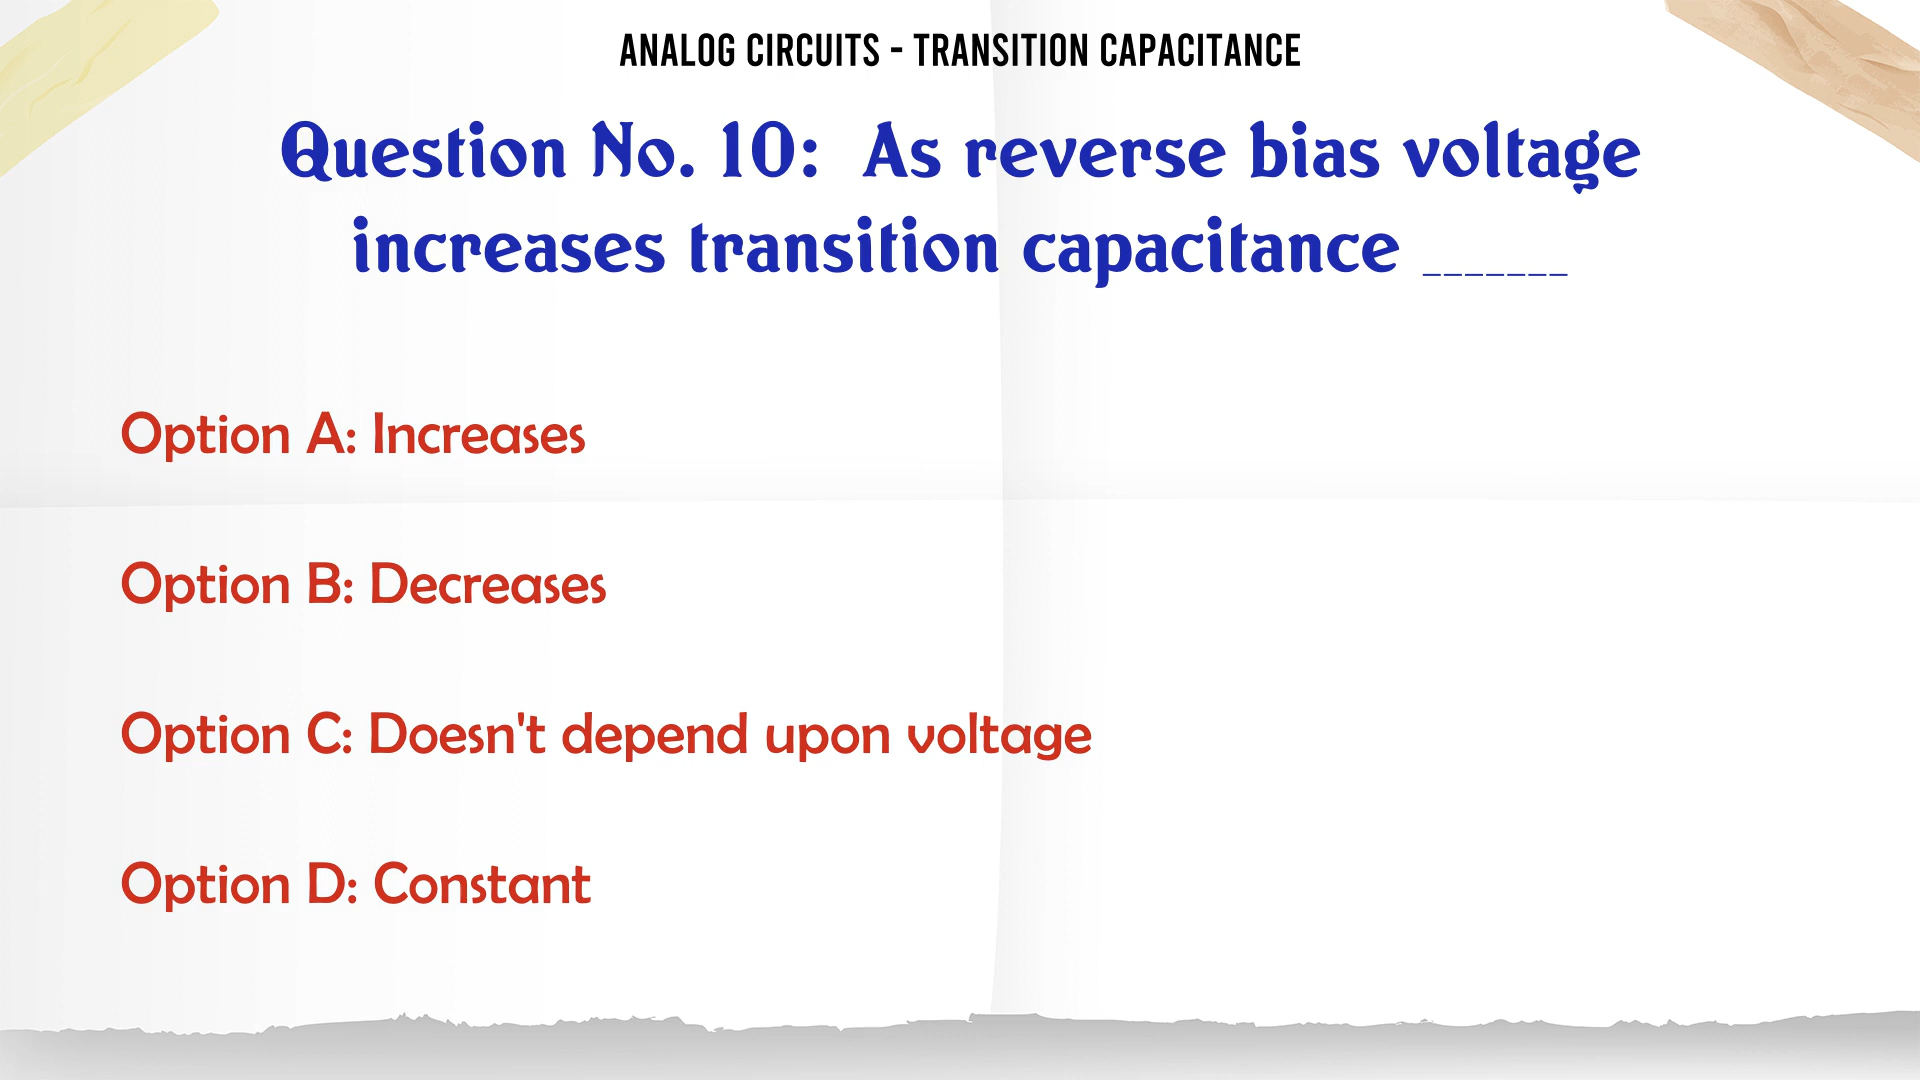 ANALOG CIRCUITS - TRANSITION CAPACITANCE
Question No. 10: As reverse bias voltage
increases transition capacitance _______
Option A: Increases
Option B: Decreases
Option C: Doesn't depend upon voltage
Option D: Constant